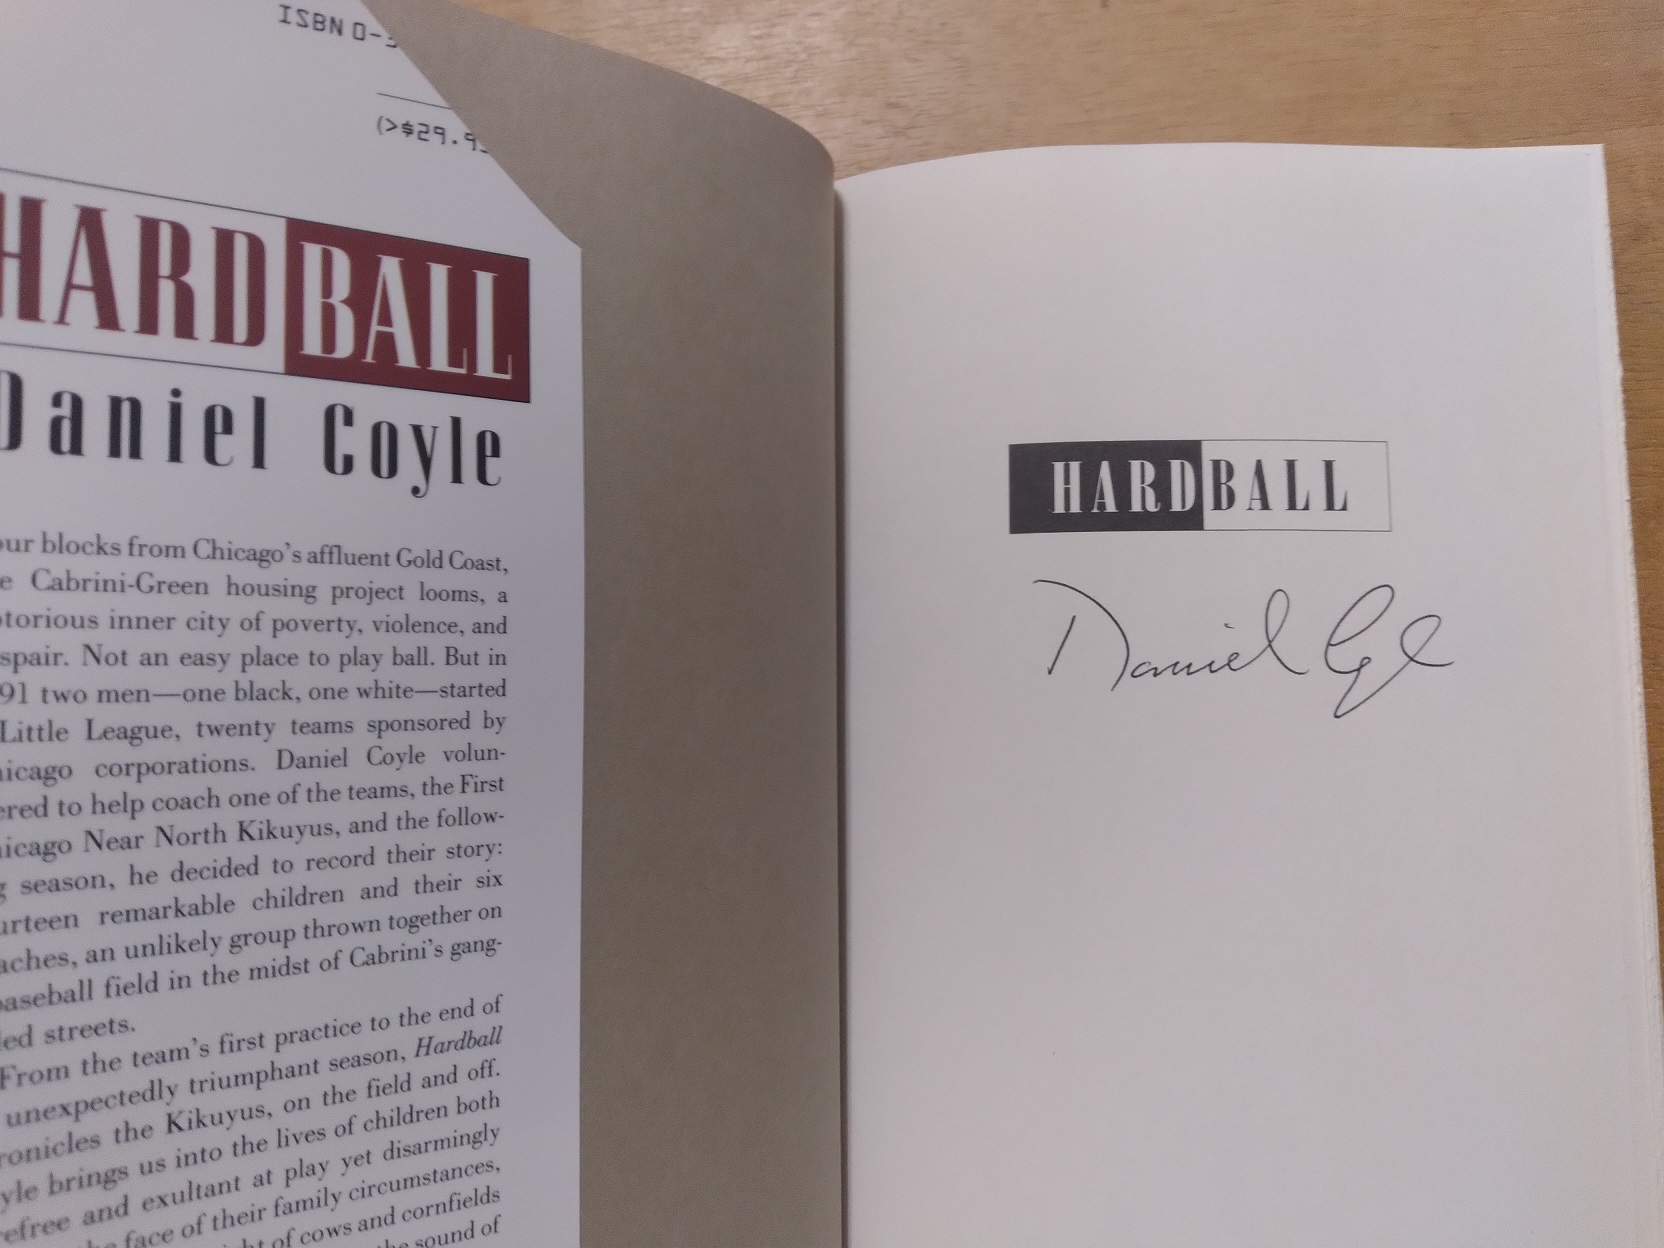 ISBN 0-
(>$29.9
HARDBALL
Daniel Coyle
blocks from Chicago's affluent Gold Coast,
Cabrini-Green housing project looms, a
inner city of poverty, violence, and
Not an easy place to play ball. But in
91 two men—one black, one white—started
Little League, twenty teams sponsored by
corporations. Daniel Coyle volun-
to help coach one of the teams, the First
Near North Kikuyus, and the follow-
season, he decided to record their story:
remarkable children and their six
an unlikely group thrown together on
baseball field in the midst of Cabrini's gang-
streets.
From the team's first practice to the end of
unexpectedly triumphant season, Hardball
the Kikuyus, on the field and off.
brings us into the lives of children both
and exultant at play yet disarmingly
face of their family circumstances,
of cows and cornfields
sound of
HARDBALL
Daniel Coyle